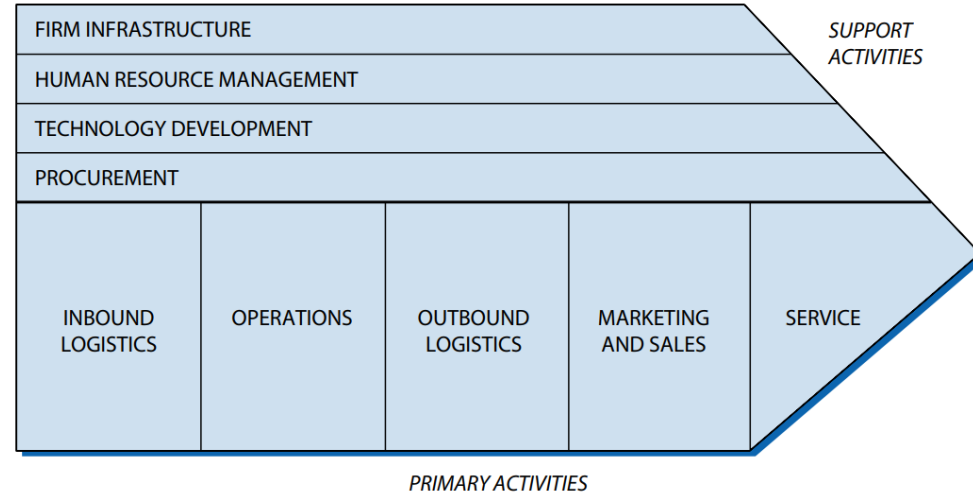 FIRM INFRASTRUCTURE
SUPPORT
ACTIVITIES
HUMAN RESOURCE MANAGEMENT
TECHNOLOGY DEVELOPMENT
PROCUREMENT
INBOUND
LOGISTICS
OPERATIONS
OUTBOUND
LOGISTICS
MARKETING
AND SALES
SERVICE
PRIMARY ACTIVITIES